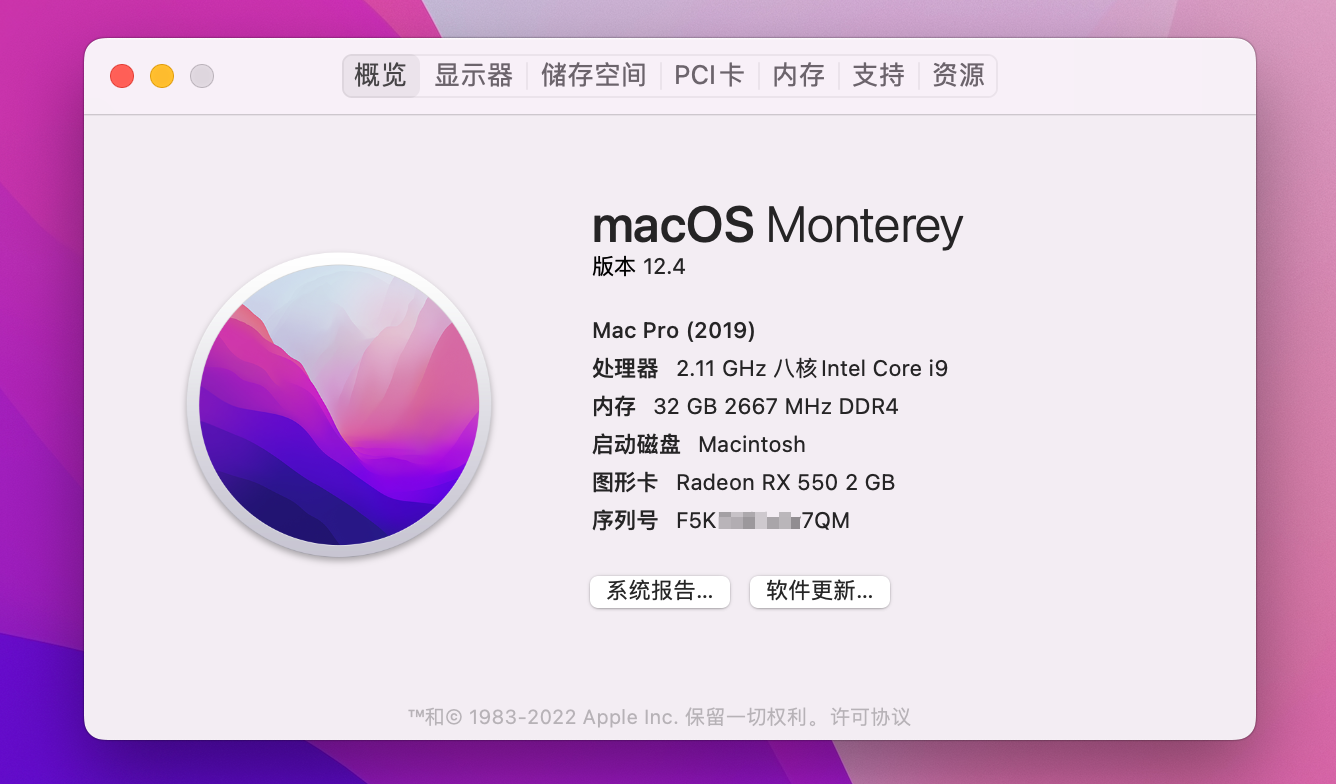 概览 显示器 储存空间 PCI卡 内存 支持 资源
macOS Monterey
版本 12.4
Mac Pro (2019)
处理器 2.11 GHz 八核Intel Core i9
内存 32 GB 2667 MHz DDR4
启动磁盘 Macintosh
图形卡 Radeon RX 550 2 GB
序列号 F5K 7QM
系统报告... 软件更新...
™和© 1983-2022 Apple Inc. 保留一切权利。许可协议